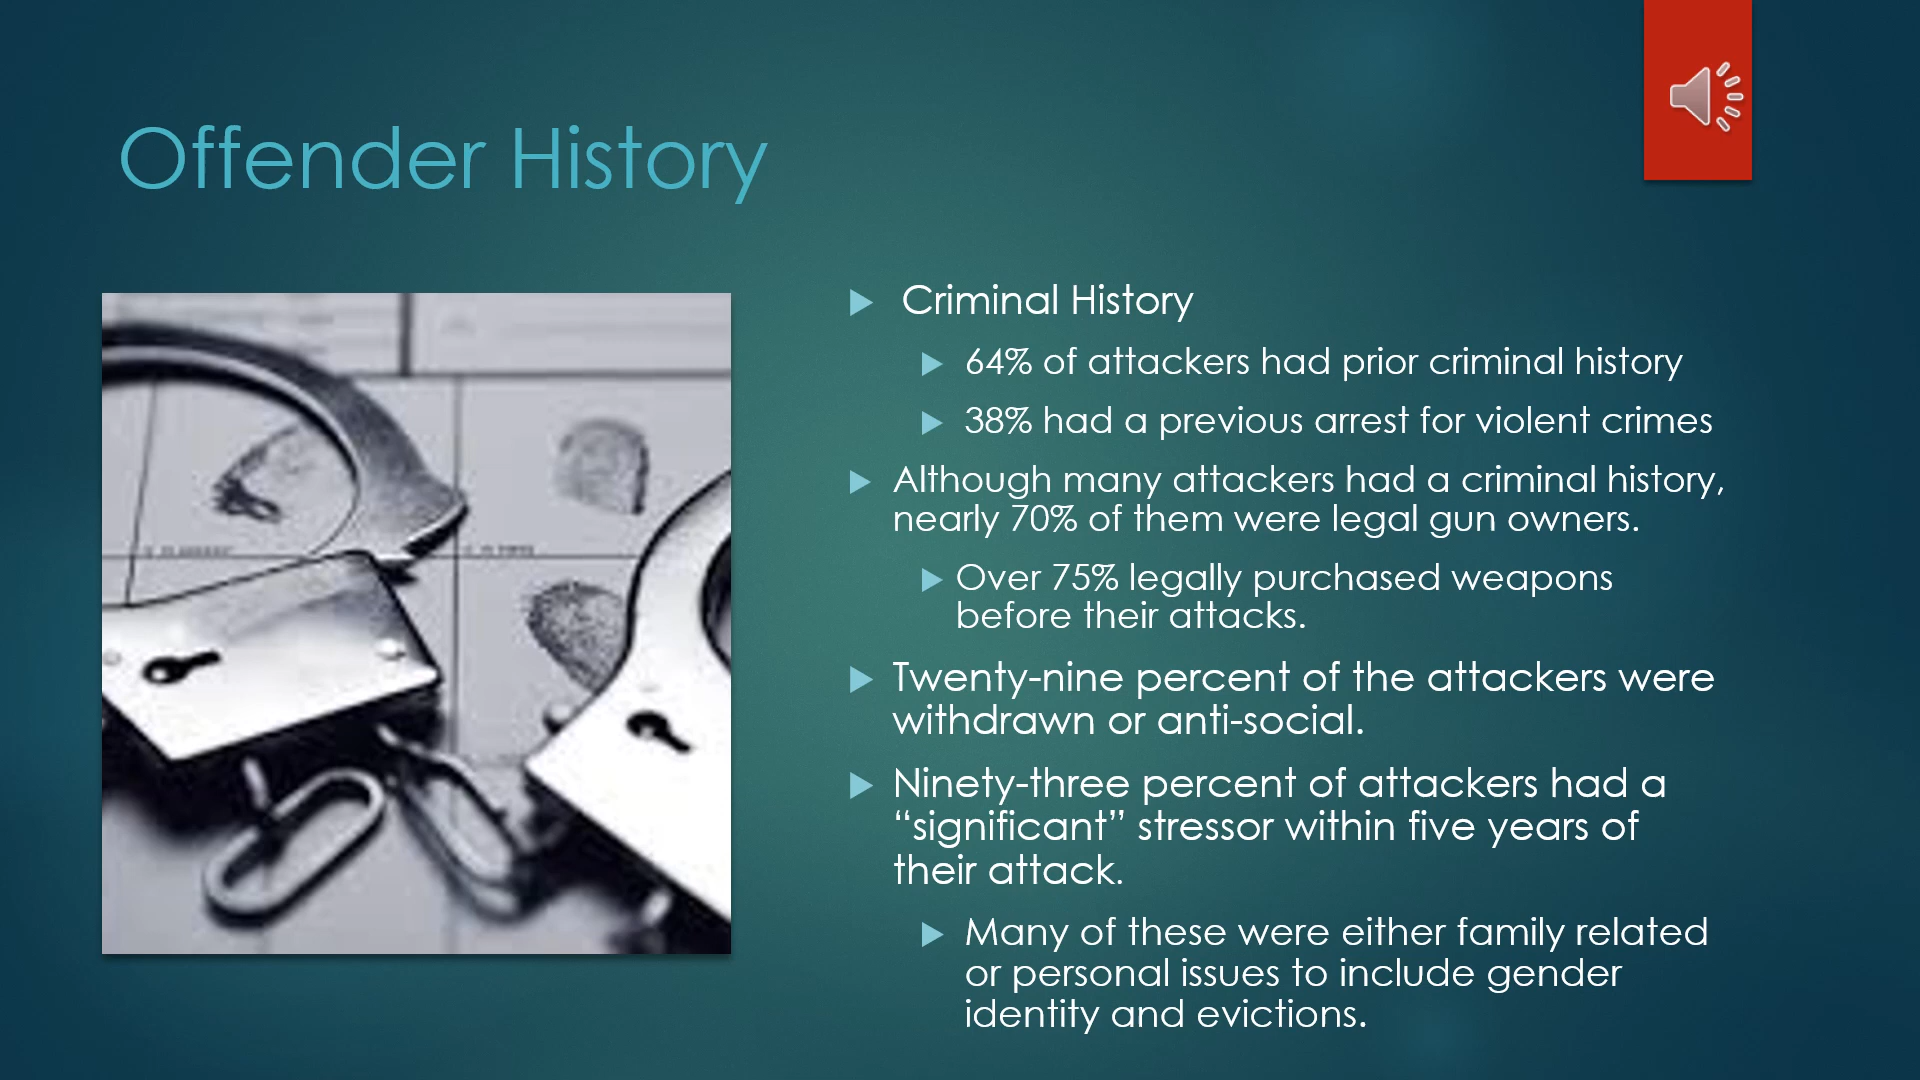 Offender History
Criminal History
64% of attackers had prior criminal history
38% had a previous arrest for violent crimes
Although many attackers had a criminal history,
nearly 70% of them were legal gun owners.
Over 75% legally purchased weapons
before their attacks.
Twenty-nine percent of the attackers were
withdrawn or anti-social.
Ninety-three percent of attackers had a
“significant” stressor within five years of
their attack.
Many of these were either family related
or personal issues to include gender
identity and evictions.